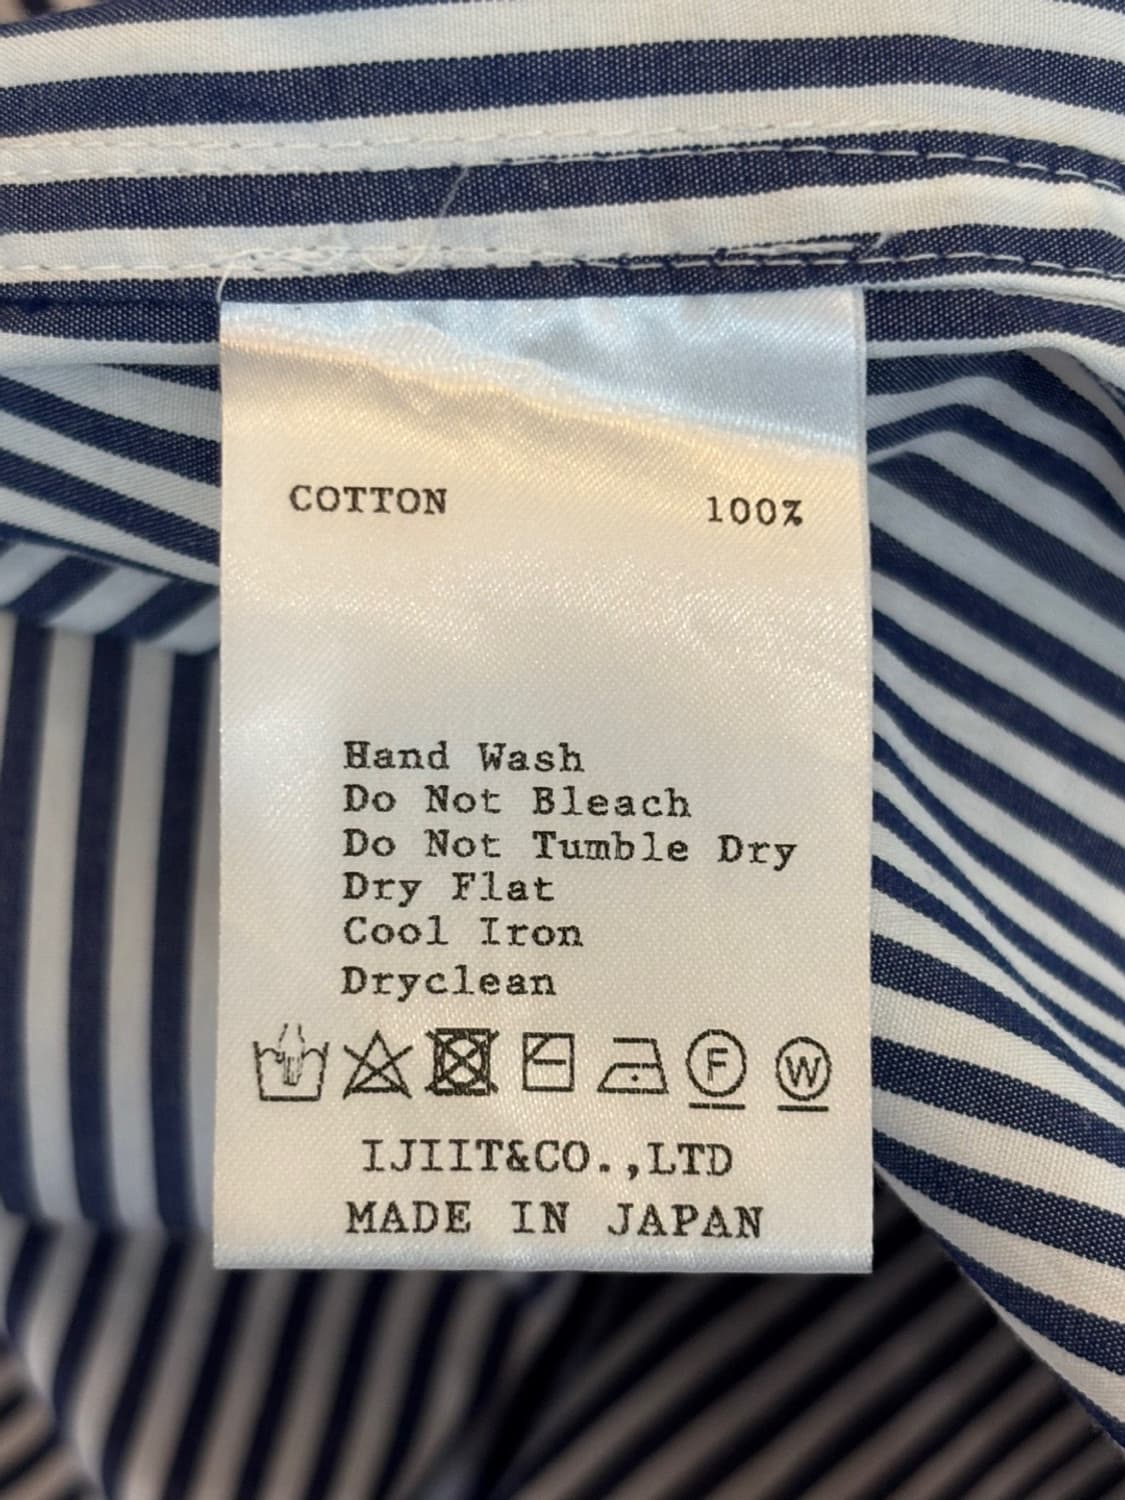 COTTON 100%
Hand Wash
Do Not Bleach
Do Not Tumble Dry
Dry Flat
Cool Iron
Dryclean
F W
IJIIT&CO.,LTD
MADE IN JAPAN